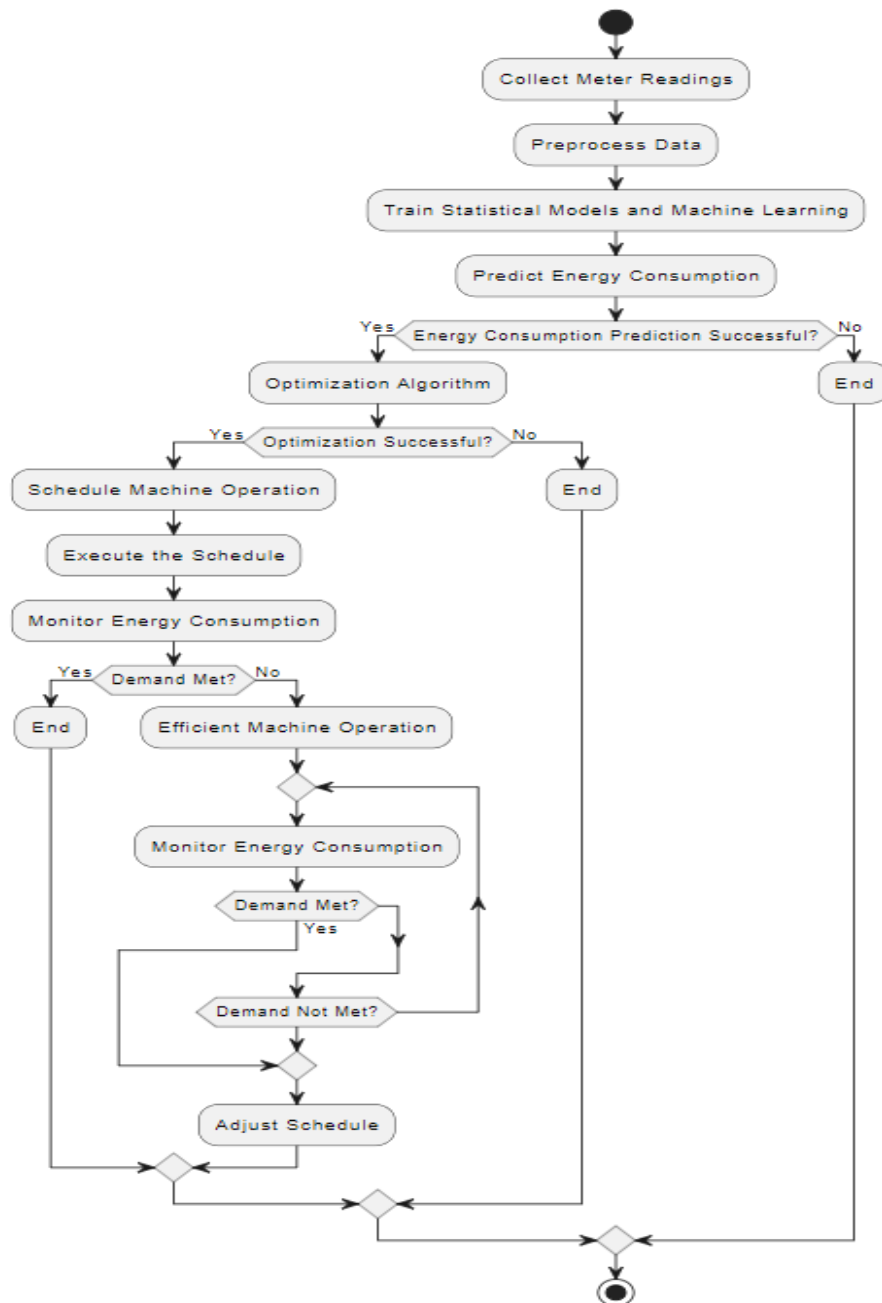 Collect Meter Readings
Preprocess Data
Train Statistical Models and Machine Learning
Predict Energy Consumption
Yes
Energy Consumption Prediction Successful?
No
Optimization Algorithm
End
Yes
Optimization Successful?
No
Schedule Machine Operation
End
Execute the Schedule
Monitor Energy Consumption
Yes
Demand Met?
No
End
Efficient Machine Operation
Monitor Energy Consumption
Demand Met?
Yes
Demand Not Met?
Adjust Schedule